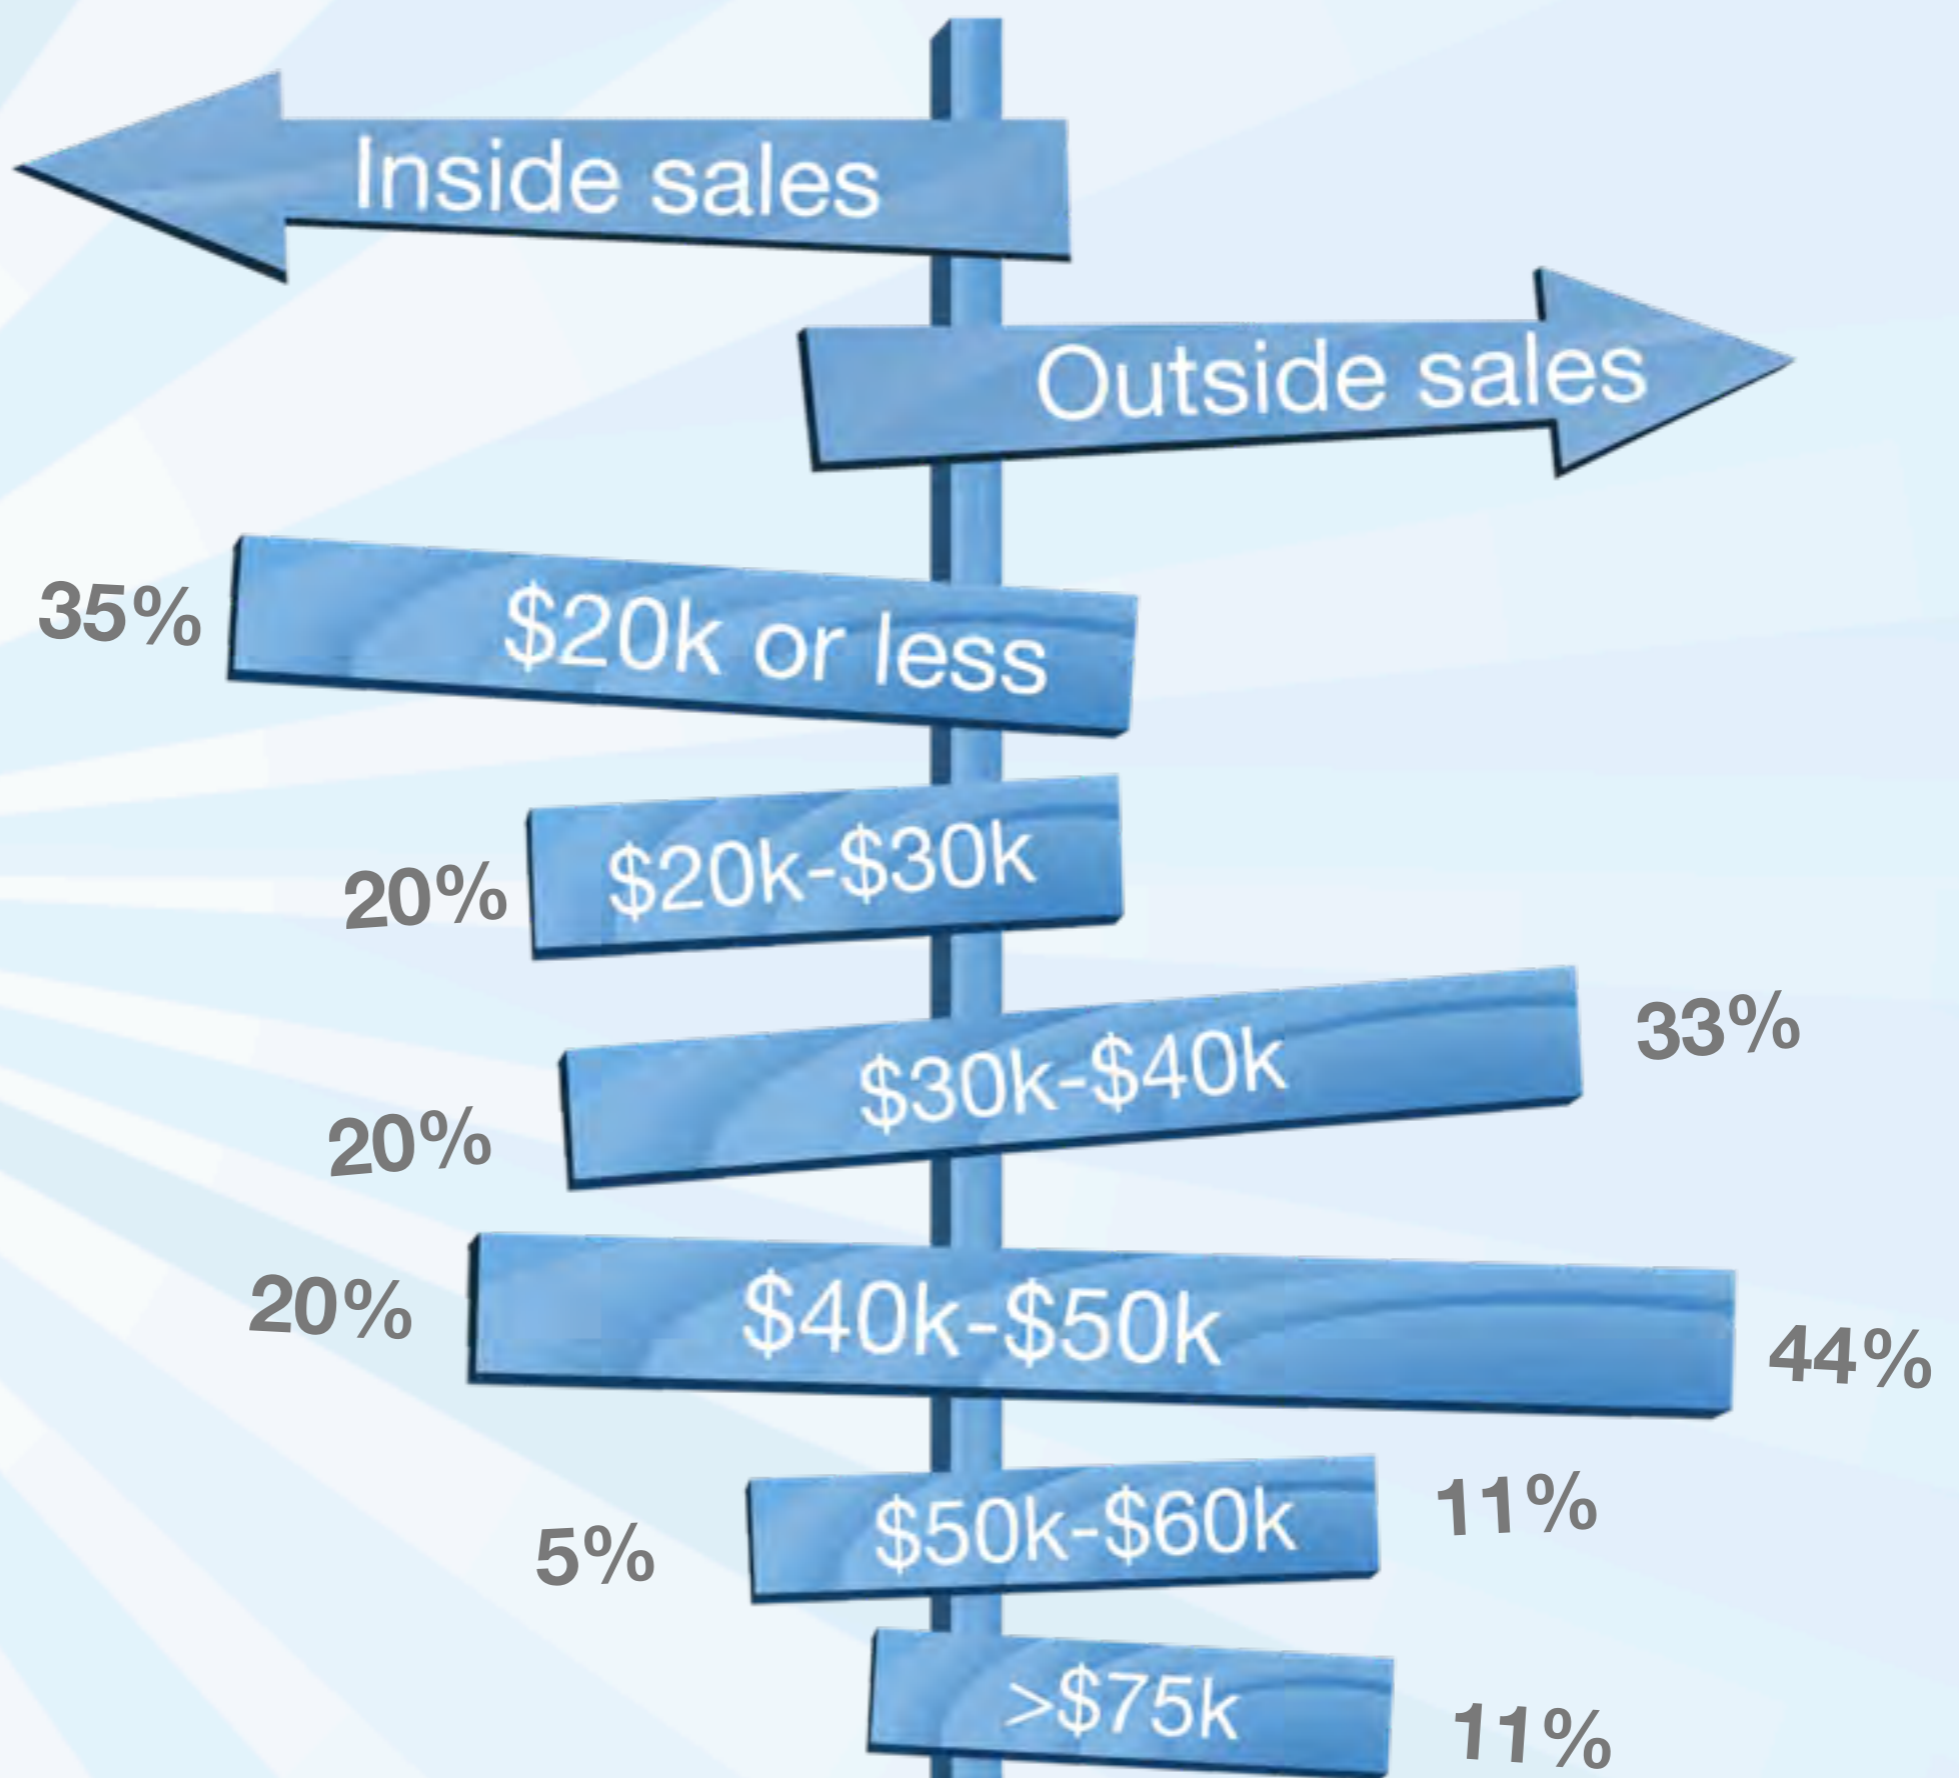 Inside sales
Outside sales
35% $20k or less
20% $20k-$30k
20% $30k-$40k 33%
20% $40k-$50k 44%
5% $50k-$60k 11%
>$75k 11%